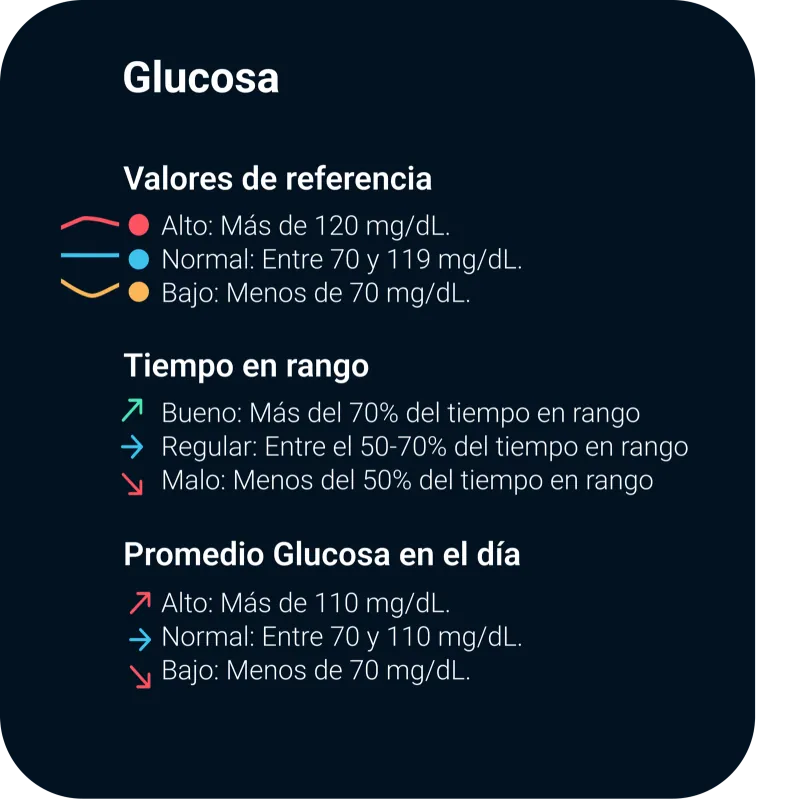 Glucosa
Valores de referencia
Alto: Más de 120 mg/dL.
Normal: Entre 70 y 119 mg/dL.
Bajo: Menos de 70 mg/dL.
Tiempo en rango
Bueno: Más del 70% del tiempo en rango
Regular: Entre el 50-70% del tiempo en rango
Malo: Menos del 50% del tiempo en rango
Promedio Glucosa en el día
Alto: Más de 110 mg/dL.
Normal: Entre 70 y 110 mg/dL.
Bajo: Menos de 70 mg/dL.